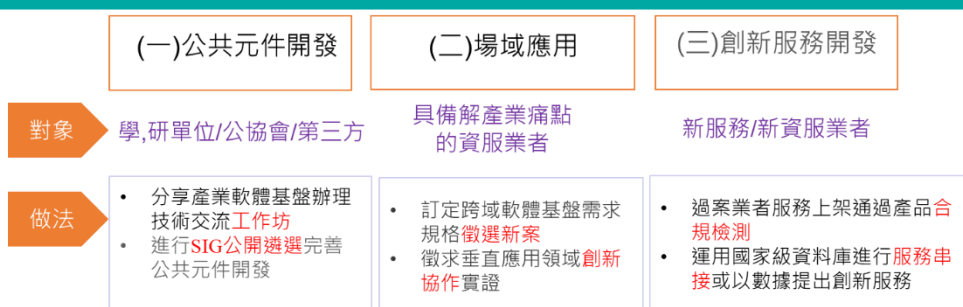 (一)公共元件開發
(二)場域應用
(三)創新服務開發
對象
學,研單位/公協會/第三方
具備解產業痛點
的資服業者
新服務/新資服業者
做法
• 分享產業軟體基盤辦理
技術交流工作坊
• 進行SIG公開遴選完善
公共元件開發
• 訂定跨域軟體基盤需求
規格徵選新案
• 徵求垂直應用領域創新
協作實證
• 過案業者服務上架通過產品合
規檢測
• 運用國家級資料庫進行服務串
接或以數據提出創新服務